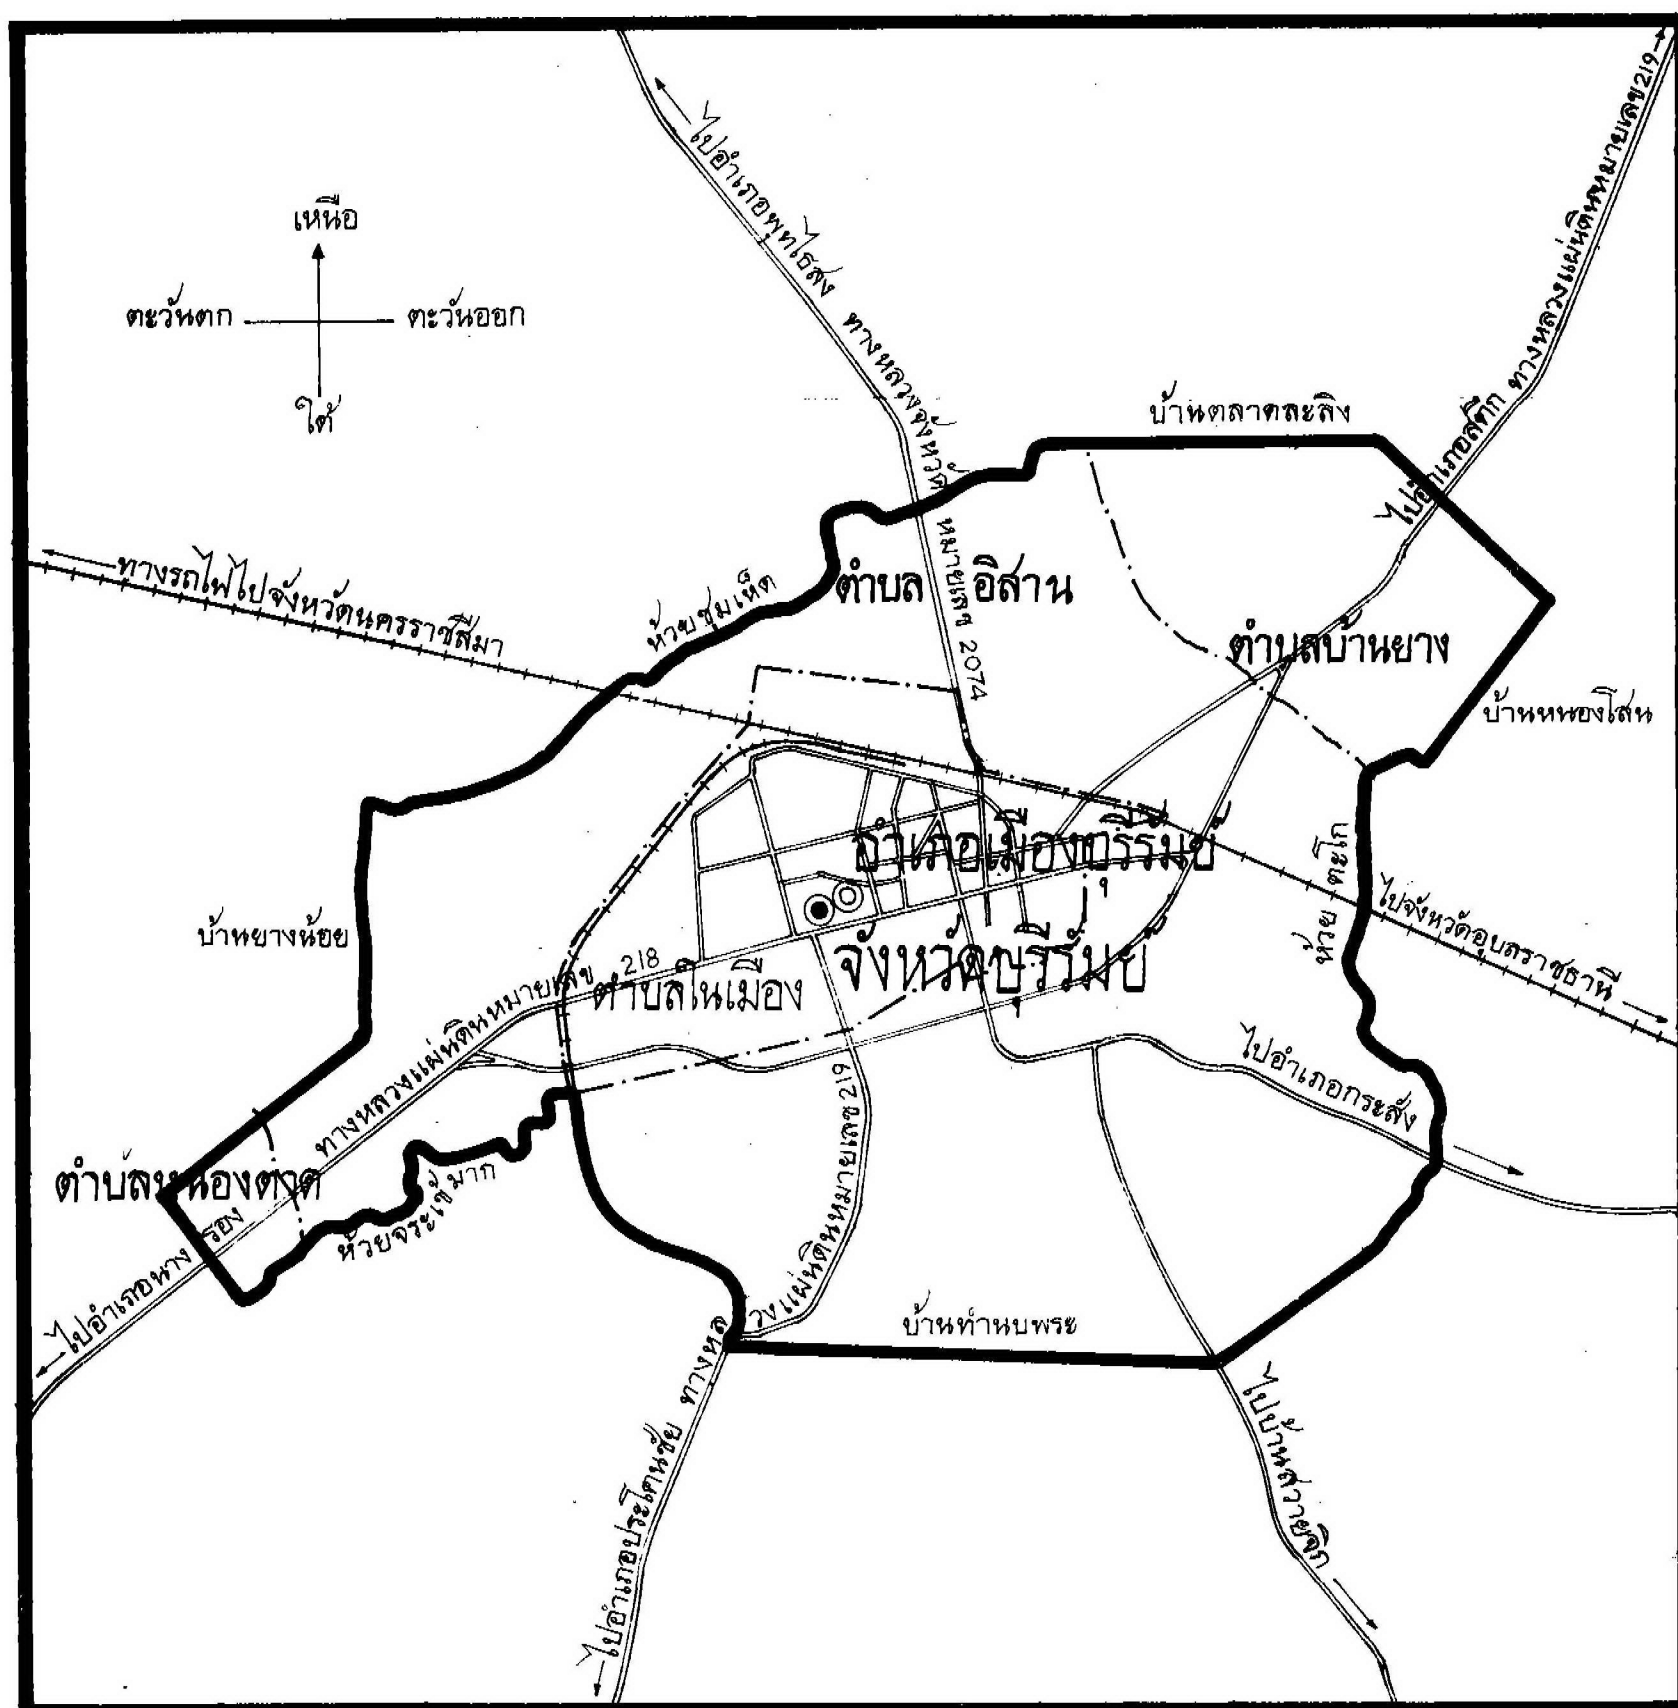 ไปอำเภอพุทไธสง ทางหลวงจังหวัด หมายเลข 2074
ไปอำเภอสตึก ทางหลวงแผ่นดินหมายเลข 219
เหนือ
ตะวันตก
ตะวันออก
ใต้
บ้านตลาดละลิง
ทางรถไฟไปจังหวัดนครราชสีมา
ห้วยชุมเห็ด
ตำบล อิสาน
ตำบลบ้านยาง
บ้านหนองโสน
อำเภอเมืองบุรีรัมย์
ห้วย ตะโก
ไปจังหวัดอุบลราชธานี
บ้านยางน้อย
จังหวัดบุรีรัมย์
ตำบลในเมือง
ไปอำเภอนาง รอง ทางหลวงแผ่นดินหมายเลข 218
ไปอำเภอกระสัง
ตำบลหนองตาด
ห้วยจระเข้มาก
บ้านทำนบพระ
ไปอำเภอประโคนชัย ทางหล วงแผ่นดินหมายเลข 219
ไปบ้านสวายจีก